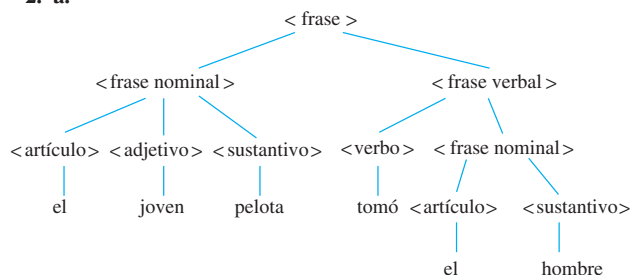 2. a.
< frase >
<frase nominal> <frase verbal>
<artículo> <adjetivo> <sustantivo> <verbo> <frase nominal>
el joven pelota tomó <artículo> <sustantivo>
el hombre